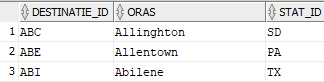 DESTINATIE_ID ORAS STAT_ID
1 ABC Allinghton SD
2 ABE Allentown PA
3 ABI Abilene TX